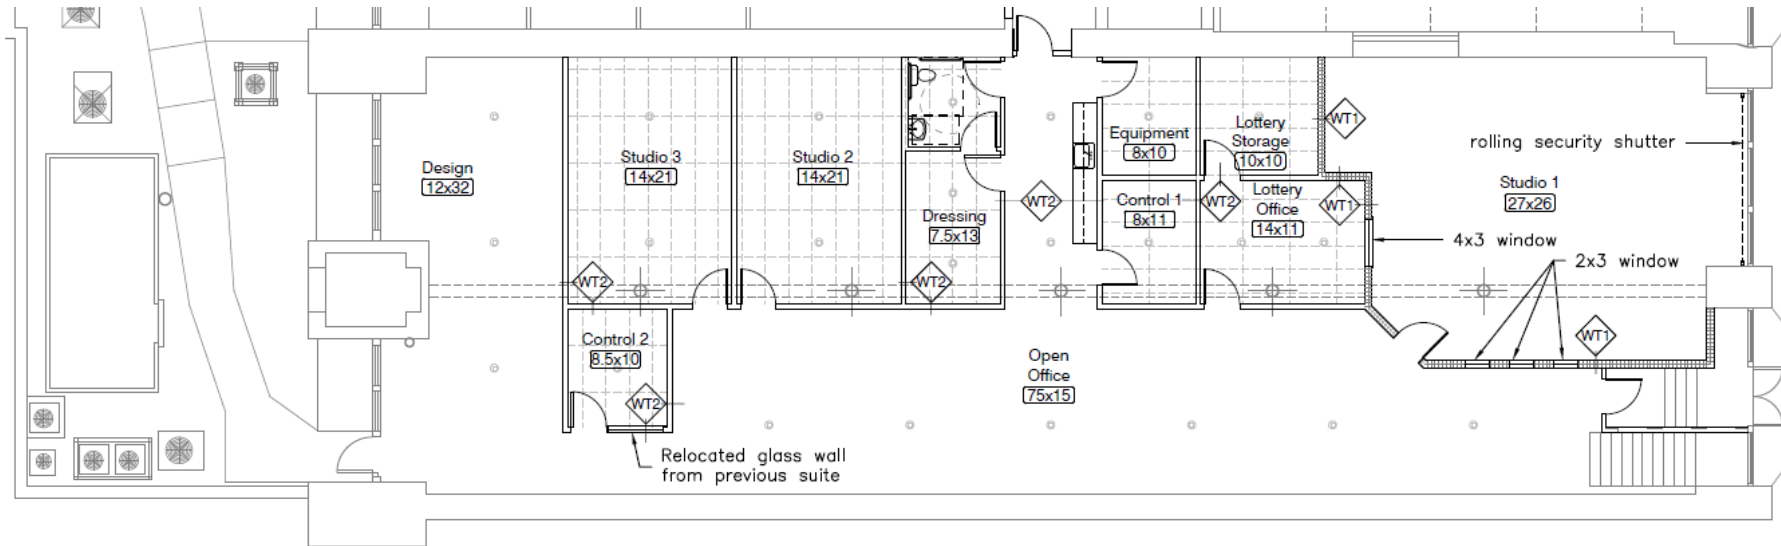 Design
12x32
Studio 3
14x21
Studio 2
14x21
Dressing
7.5x13
WT2
Equipment
8x10
Control 1
8x11
Lottery
Storage
10x10
WT2
Lottery
Office
14x11
WT1
WT1
Studio 1
27x26
rolling security shutter
4x3 window
2x3 window
WT1
WT2
WT2
Control 2
8.5x10
WT2
Relocated glass wall
from previous suite
Open
Office
75x15